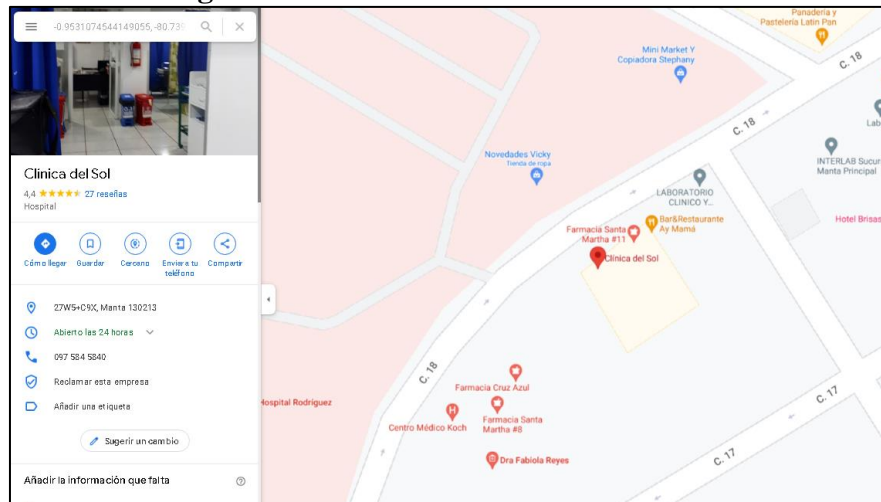 -0.9531074544149055, -80.739
Clínica del Sol
4,4
27 reseñas
Hospital
Cómo llegar
Guardar
Cercano
Enviar a tu
teléfono
Compartir
27W5+C9X, Manta 130213
Abierto las 24 horas
097 584 5840
Reclamar esta empresa
Añadir una etiqueta
Sugerir un cambio
Añadir la información que falta
Panadería y
Pastelería Latin Pan
Mini Market Y
Copiadora Stephany
C. 18
C. 18
Lab
Novedades Vicky
Tienda de ropa
INTERLAB Sucur
Manta Principal
LABORATORIO
CLINICO Y...
Bar&Restaurante
Ay Mamá
Hotel Brisas
Farmacia Santa
Martha #11
Clínica del Sol
C. 18
Farmacia Cruz Azul
Hospital Rodríguez
Centro Médico Koch
Farmacia Santa
Martha #8
C. 17
Dra Fabiola Reyes
C. 17